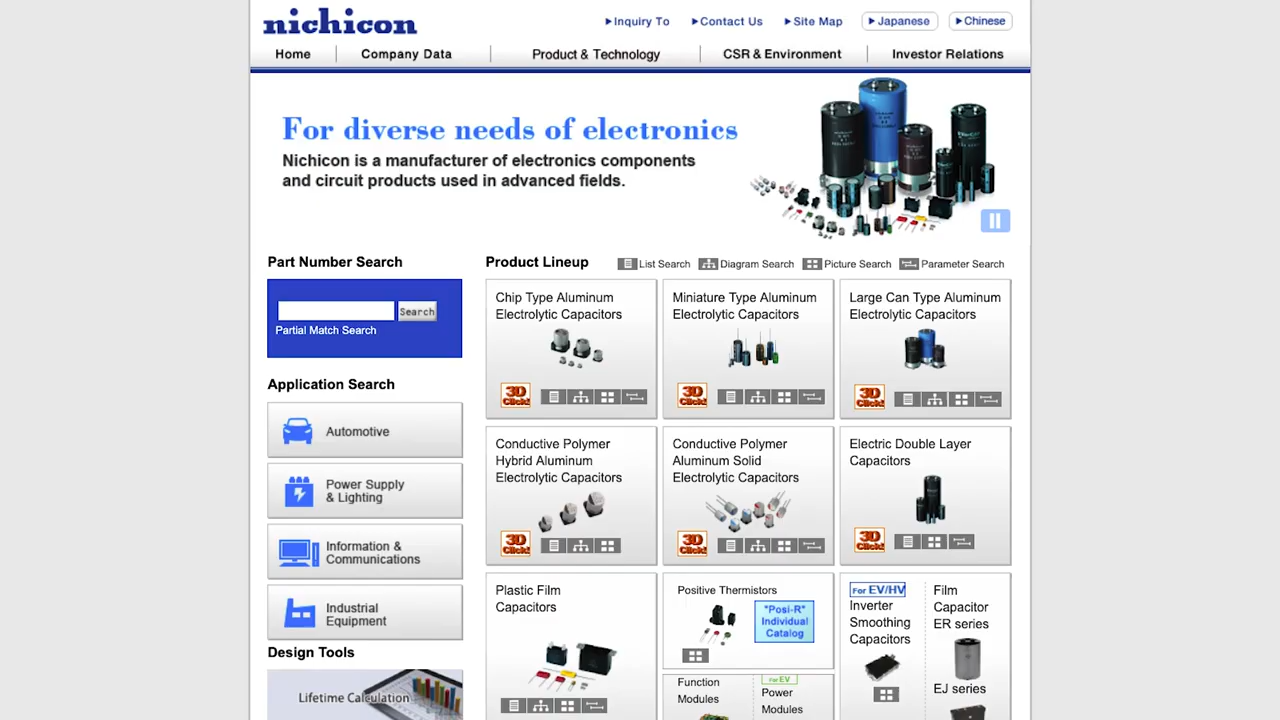 nichicon
Inquiry To
Contact Us
Site Map
Japanese
Chinese
Home
Company Data
Product & Technology
CSR & Environment
Investor Relations
For diverse needs of electronics
Nichicon is a manufacturer of electronics components
and circuit products used in advanced fields.
Part Number Search
Search
Partial Match Search
Application Search
Automotive
Power Supply
& Lighting
Information &
Communications
Industrial
Equipment
Design Tools
Lifetime Calculation
Product Lineup
List Search
Diagram Search
Picture Search
Parameter Search
Chip Type Aluminum
Electrolytic Capacitors
3D
Click!
Miniature Type Aluminum
Electrolytic Capacitors
3D
Click!
Large Can Type Aluminum
Electrolytic Capacitors
3D
Click!
Conductive Polymer
Hybrid Aluminum
Electrolytic Capacitors
3D
Click!
Conductive Polymer
Aluminum Solid
Electrolytic Capacitors
3D
Click!
Electric Double Layer
Capacitors
3D
Click!
Plastic Film
Capacitors
Positive Thermistors
"Posi-R"
Individual
Catalog
Function
Modules
For EV
Power
Modules
For EV/HV
Inverter
Smoothing
Capacitors
Film
Capacitor
ER series
EJ series